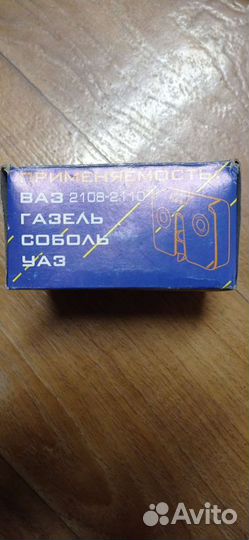 ПРИМЕНЯЕМОСТЬ:
ВАЗ 2108-2110
ГАЗЕЛЬ
СОБОЛЬ
УАЗ
Avito